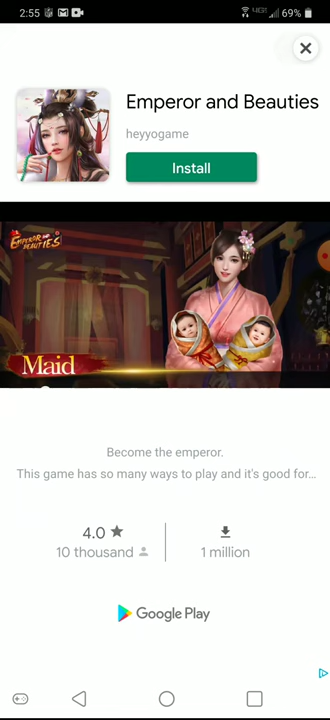 2:55
4G
69%
Emperor and Beauties
heyyogame
Install
EMPEROR AND BEAUTIES
Maid
Become the emperor.
This game has so many ways to play and it's good for...
4.0
10 thousand
1 million
Google Play